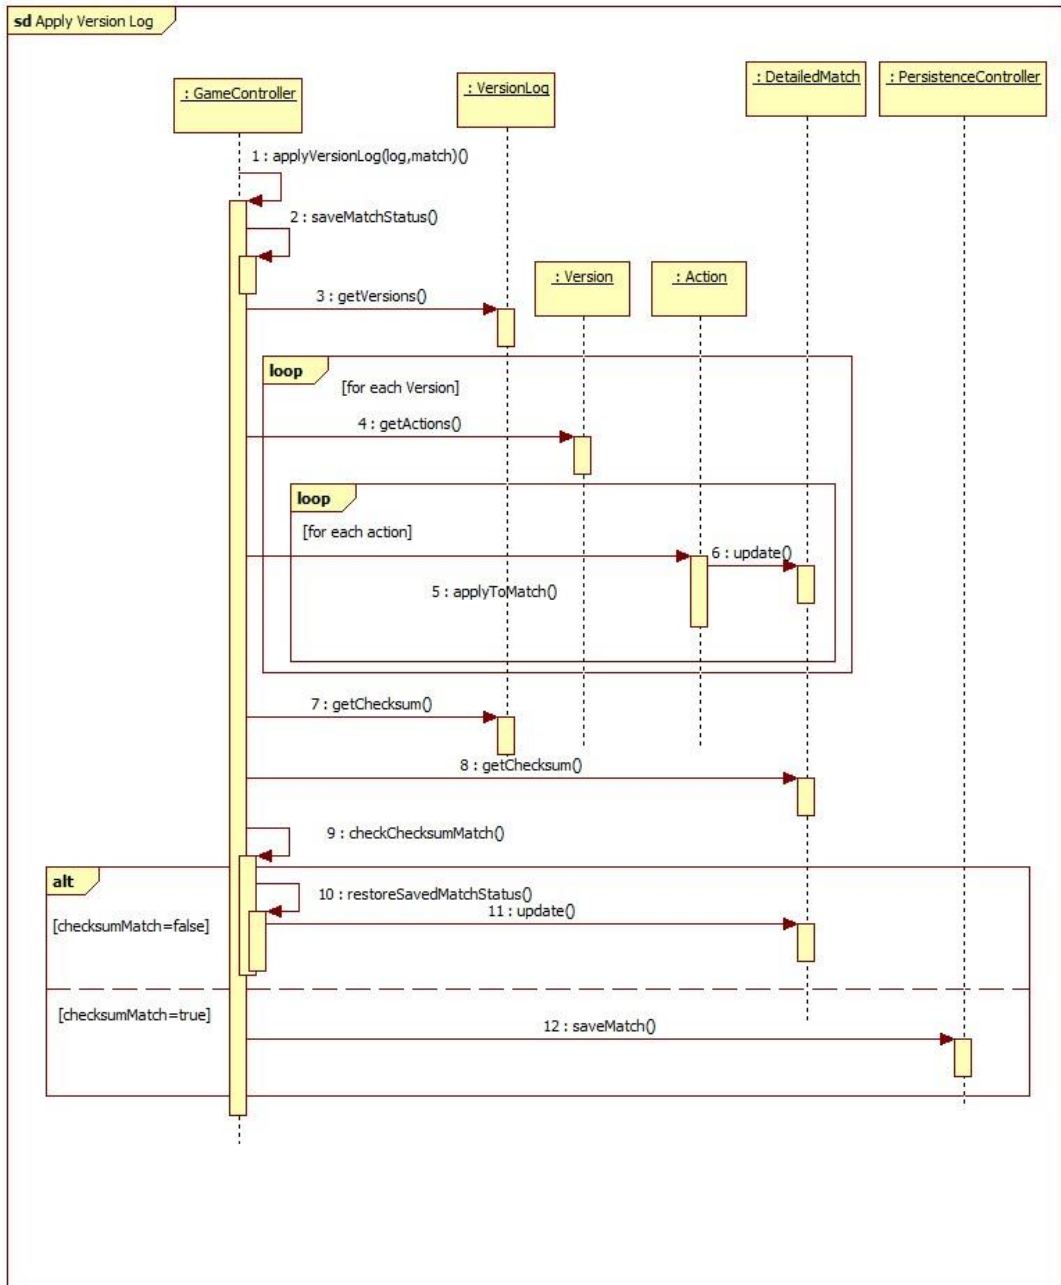 sd Apply Version Log
: GameController
: VersionLog
: DetailedMatch
: PersistenceController
1 : applyVersionLog(log,match)()
2 : saveMatchStatus()
: Version
: Action
3 : getVersions()
loop
[for each Version]
4 : getActions()
loop
[for each action]
6 : update()
5 : applyToMatch()
7 : getChecksum()
8 : getChecksum()
9 : checkChecksumMatch()
alt
10 : restoreSavedMatchStatus()
11 : update()
[checksumMatch=false]
[checksumMatch=true]
12 : saveMatch()